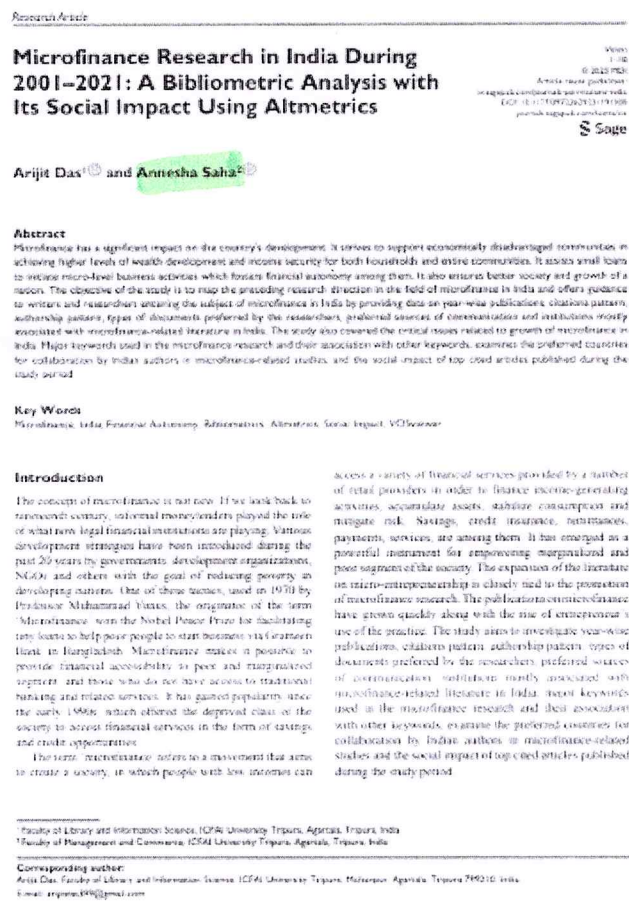 Research Article
Microfinance Research in India During
2001–2021: A Bibliometric Analysis with
Its Social Impact Using Altmetrics
Sage
Arijit Das¹ and Annesha Saha²
Abstract
Microfinance has a significant impact on the country's development. It strives to support economically disadvantaged communities in
achieving higher levels of wealth development and income security for both households and entire communities. It assists small loans
to initiate micro-level business activities which fosters financial autonomy among them. It also ensures better society and growth of a
nation. The objective of the study is to map the preceding research direction in the field of microfinance in India and offers guidance
to writers and researchers entering the subject of microfinance in India by providing data on year-wise publications, citations pattern,
authorship pattern, types of documents preferred by the researchers, preferred sources of communication and institutions mostly
associated with microfinance-related literature in India. The study also covered the critical issues related to growth of microfinance in
India. Major keywords used in the microfinance research and their association with other keywords, examines the preferred countries
for collaboration by Indian authors in microfinance-related studies, and the social impact of top cited articles published during the
study period.
Key Words
Microfinance, India, Financial Autonomy, Bibliometrics, Altmetrics, Social Impact, VOSviewer
Introduction
The concept of microfinance is not new. If we look back to
nineteenth century, informal moneylenders played the role
of what now legal financial institutions are playing. Various
development strategies have been introduced during the
past 20 years by governments, development organizations,
NGOs and others with the goal of reducing poverty in
developing nations. One of these tactics, used in 1970 by
Professor Muhammad Yunus, the originator of the term
'Microfinance' won the Nobel Peace Prize for facilitating
tiny loans to help poor people to start business via Grameen
Bank in Bangladesh. Microfinance makes it possible to
provide financial accessibility to poor and marginalized
segment and those who do not have access to traditional
banking and related services. It has gained popularity since
the early 1990s, which offered the deprived class of the
society to access financial services in the form of savings
and credit opportunities.
The term 'microfinance' refers to a movement that aims
to create a society, in which people with low incomes can
access a variety of financial services provided by a number
of retail providers in order to finance income-generating
activities, accumulate assets, stabilize consumption and
mitigate risk. Savings, credit insurance, remittances,
payments, services, are among them. It has emerged as a
powerful instrument for empowering marginalized and
poor segment of the society. The expansion of the literature
on micro-entrepreneurship is closely tied to the promotion
of microfinance research. The publications on microfinance
have grown quickly along with the rise of entrepreneur's
use of the practice. The study aims to investigate year-wise
publications, citations pattern, authorship pattern, types of
documents preferred by the researchers, preferred sources
of communication, institutions mostly associated with
microfinance-related literature in India, major keywords
used in the microfinance research and their association
with other keywords, examine the preferred countries for
collaboration by Indian authors in microfinance-related
studies and the social impact of top cited articles published
during the study period.
¹ Faculty of Library and Information Science, ICFAI University Tripura, Agartala, Tripura, India
² Faculty of Management and Commerce, ICFAI University Tripura, Agartala, Tripura, India
Corresponding author:
Arijit Das, Faculty of Library and Information Science, ICFAI University Tripura, Agartala, Tripura 799210, India
E-mail: